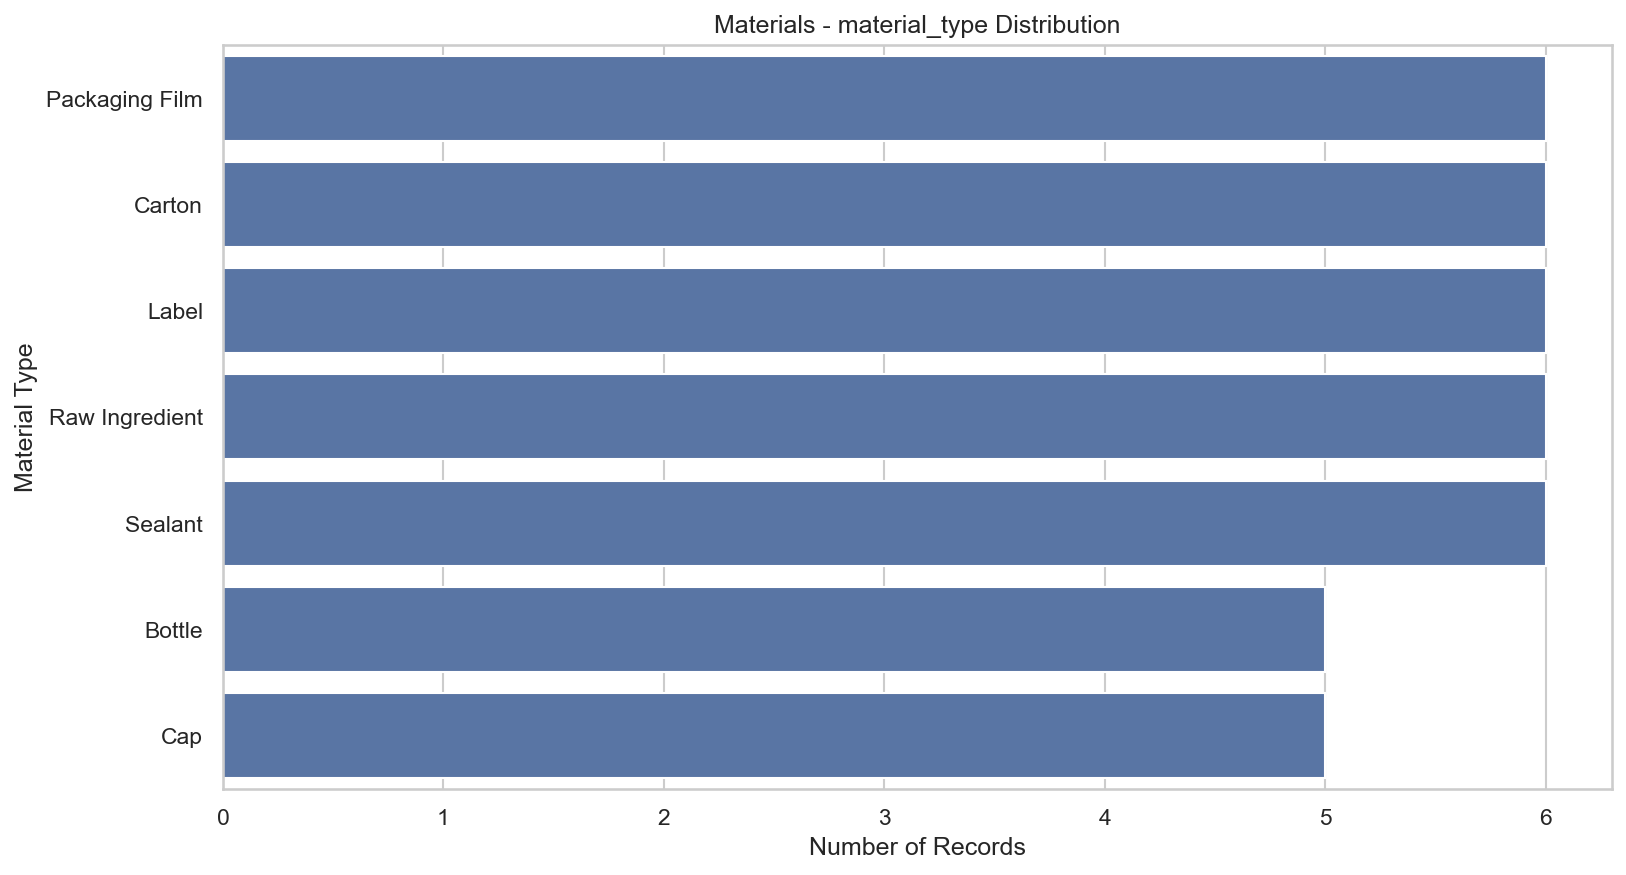 Materials - material_type Distribution
Material Type
Packaging Film
Carton
Label
Raw Ingredient
Sealant
Bottle
Cap
0 1 2 3 4 5 6
Number of Records